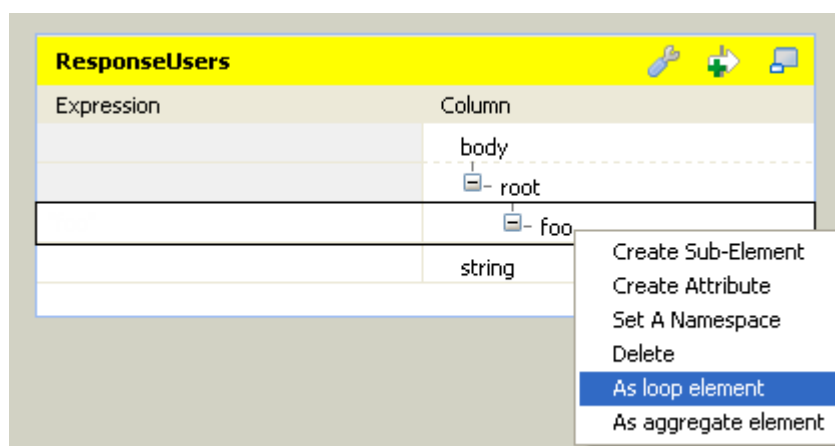 ResponseUsers
Expression Column
body
root
foo
string
Create Sub-Element
Create Attribute
Set A Namespace
Delete
As loop element
As aggregate element